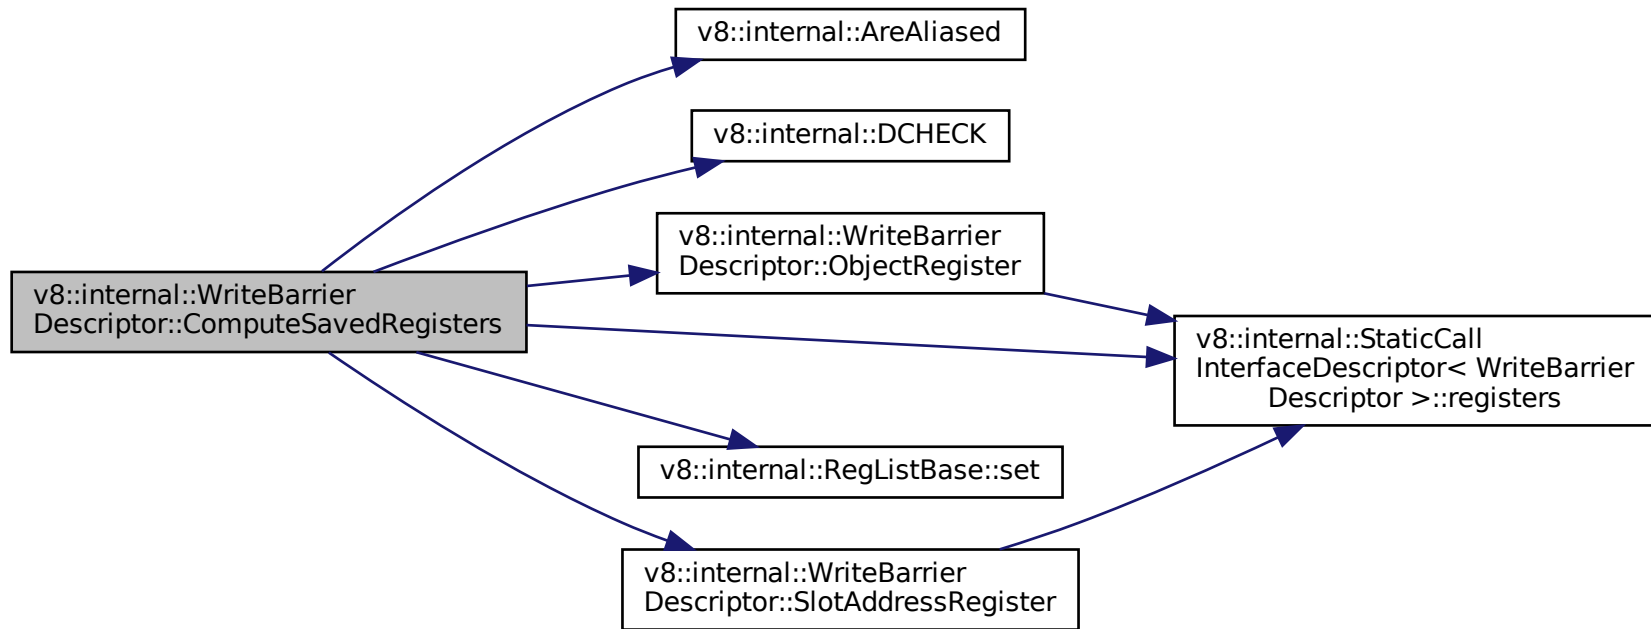 v8::internal::AreAliased
v8::internal::DCHECK
v8::internal::WriteBarrier
Descriptor::ObjectRegister
v8::internal::WriteBarrier
Descriptor::ComputeSavedRegisters
v8::internal::StaticCall
InterfaceDescriptor< WriteBarrier
Descriptor >::registers
v8::internal::RegListBase::set
v8::internal::WriteBarrier
Descriptor::SlotAddressRegister